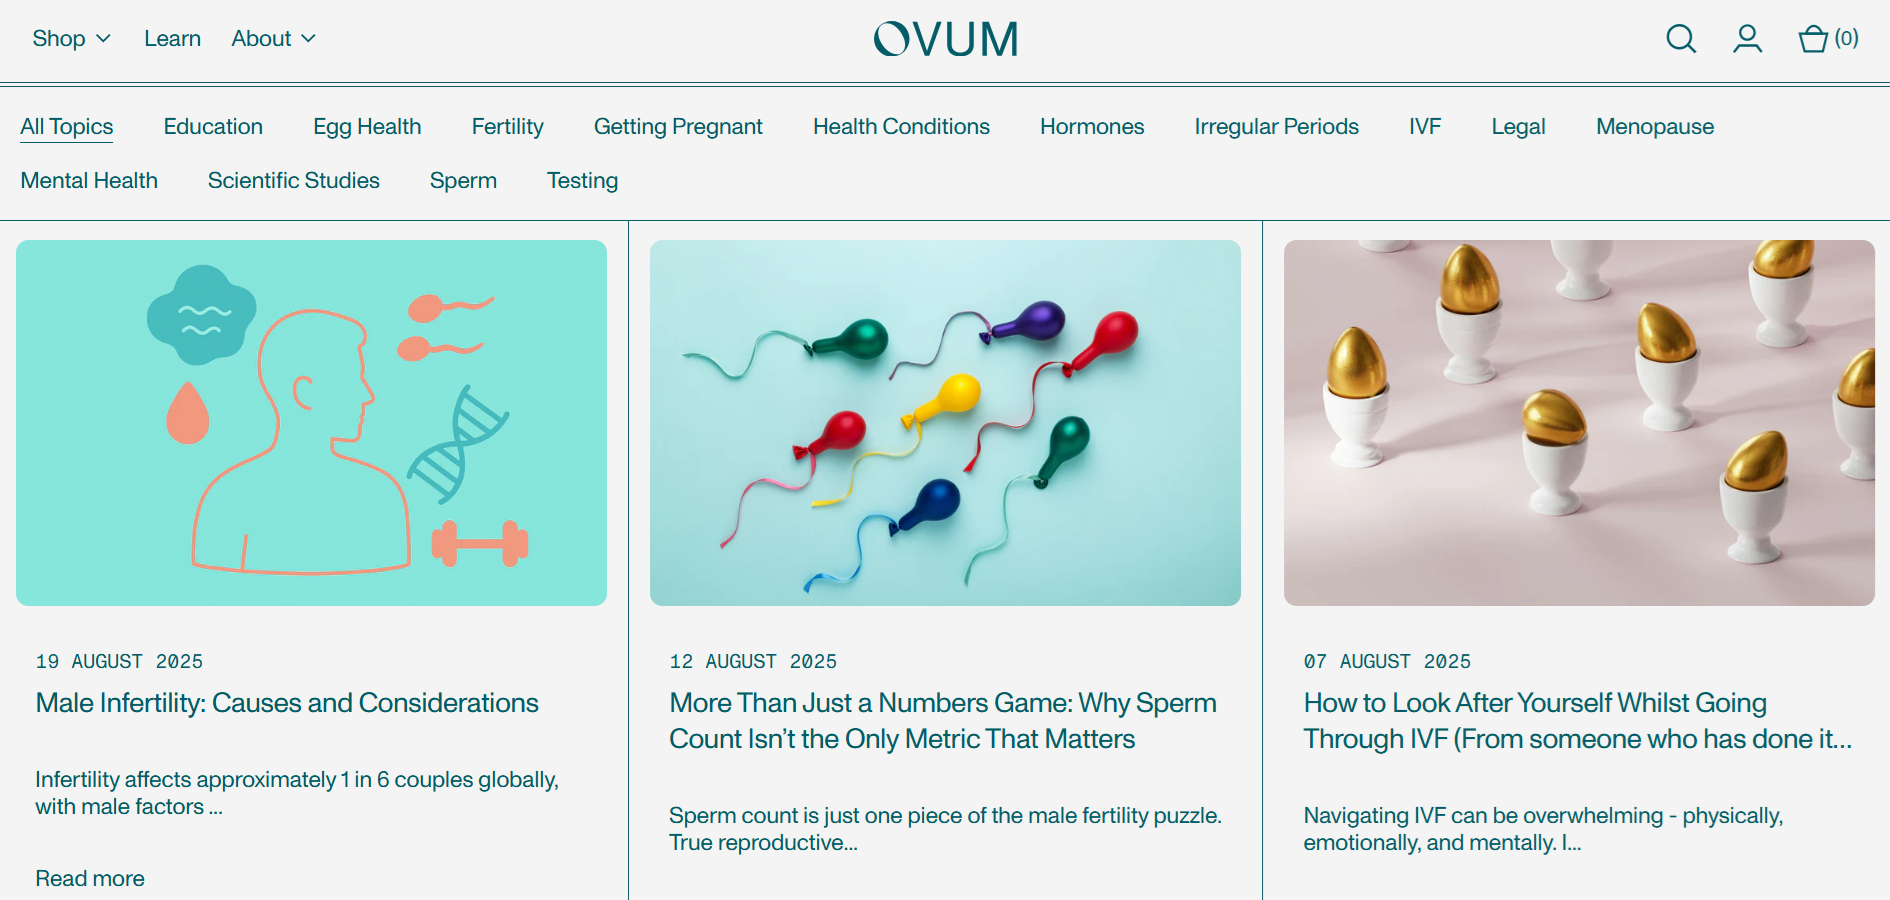 Shop Learn About OVUM (0)
All Topics Education Egg Health Fertility Getting Pregnant Health Conditions Hormones Irregular Periods IVF Legal Menopause
Mental Health Scientific Studies Sperm Testing
19 AUGUST 2025
Male Infertility: Causes and Considerations
Infertility affects approximately 1 in 6 couples globally,
with male factors ...
Read more
12 AUGUST 2025
More Than Just a Numbers Game: Why Sperm
Count Isn’t the Only Metric That Matters
Sperm count is just one piece of the male fertility puzzle.
True reproductive...
07 AUGUST 2025
How to Look After Yourself Whilst Going
Through IVF (From someone who has done it...
Navigating IVF can be overwhelming - physically,
emotionally, and mentally. I...